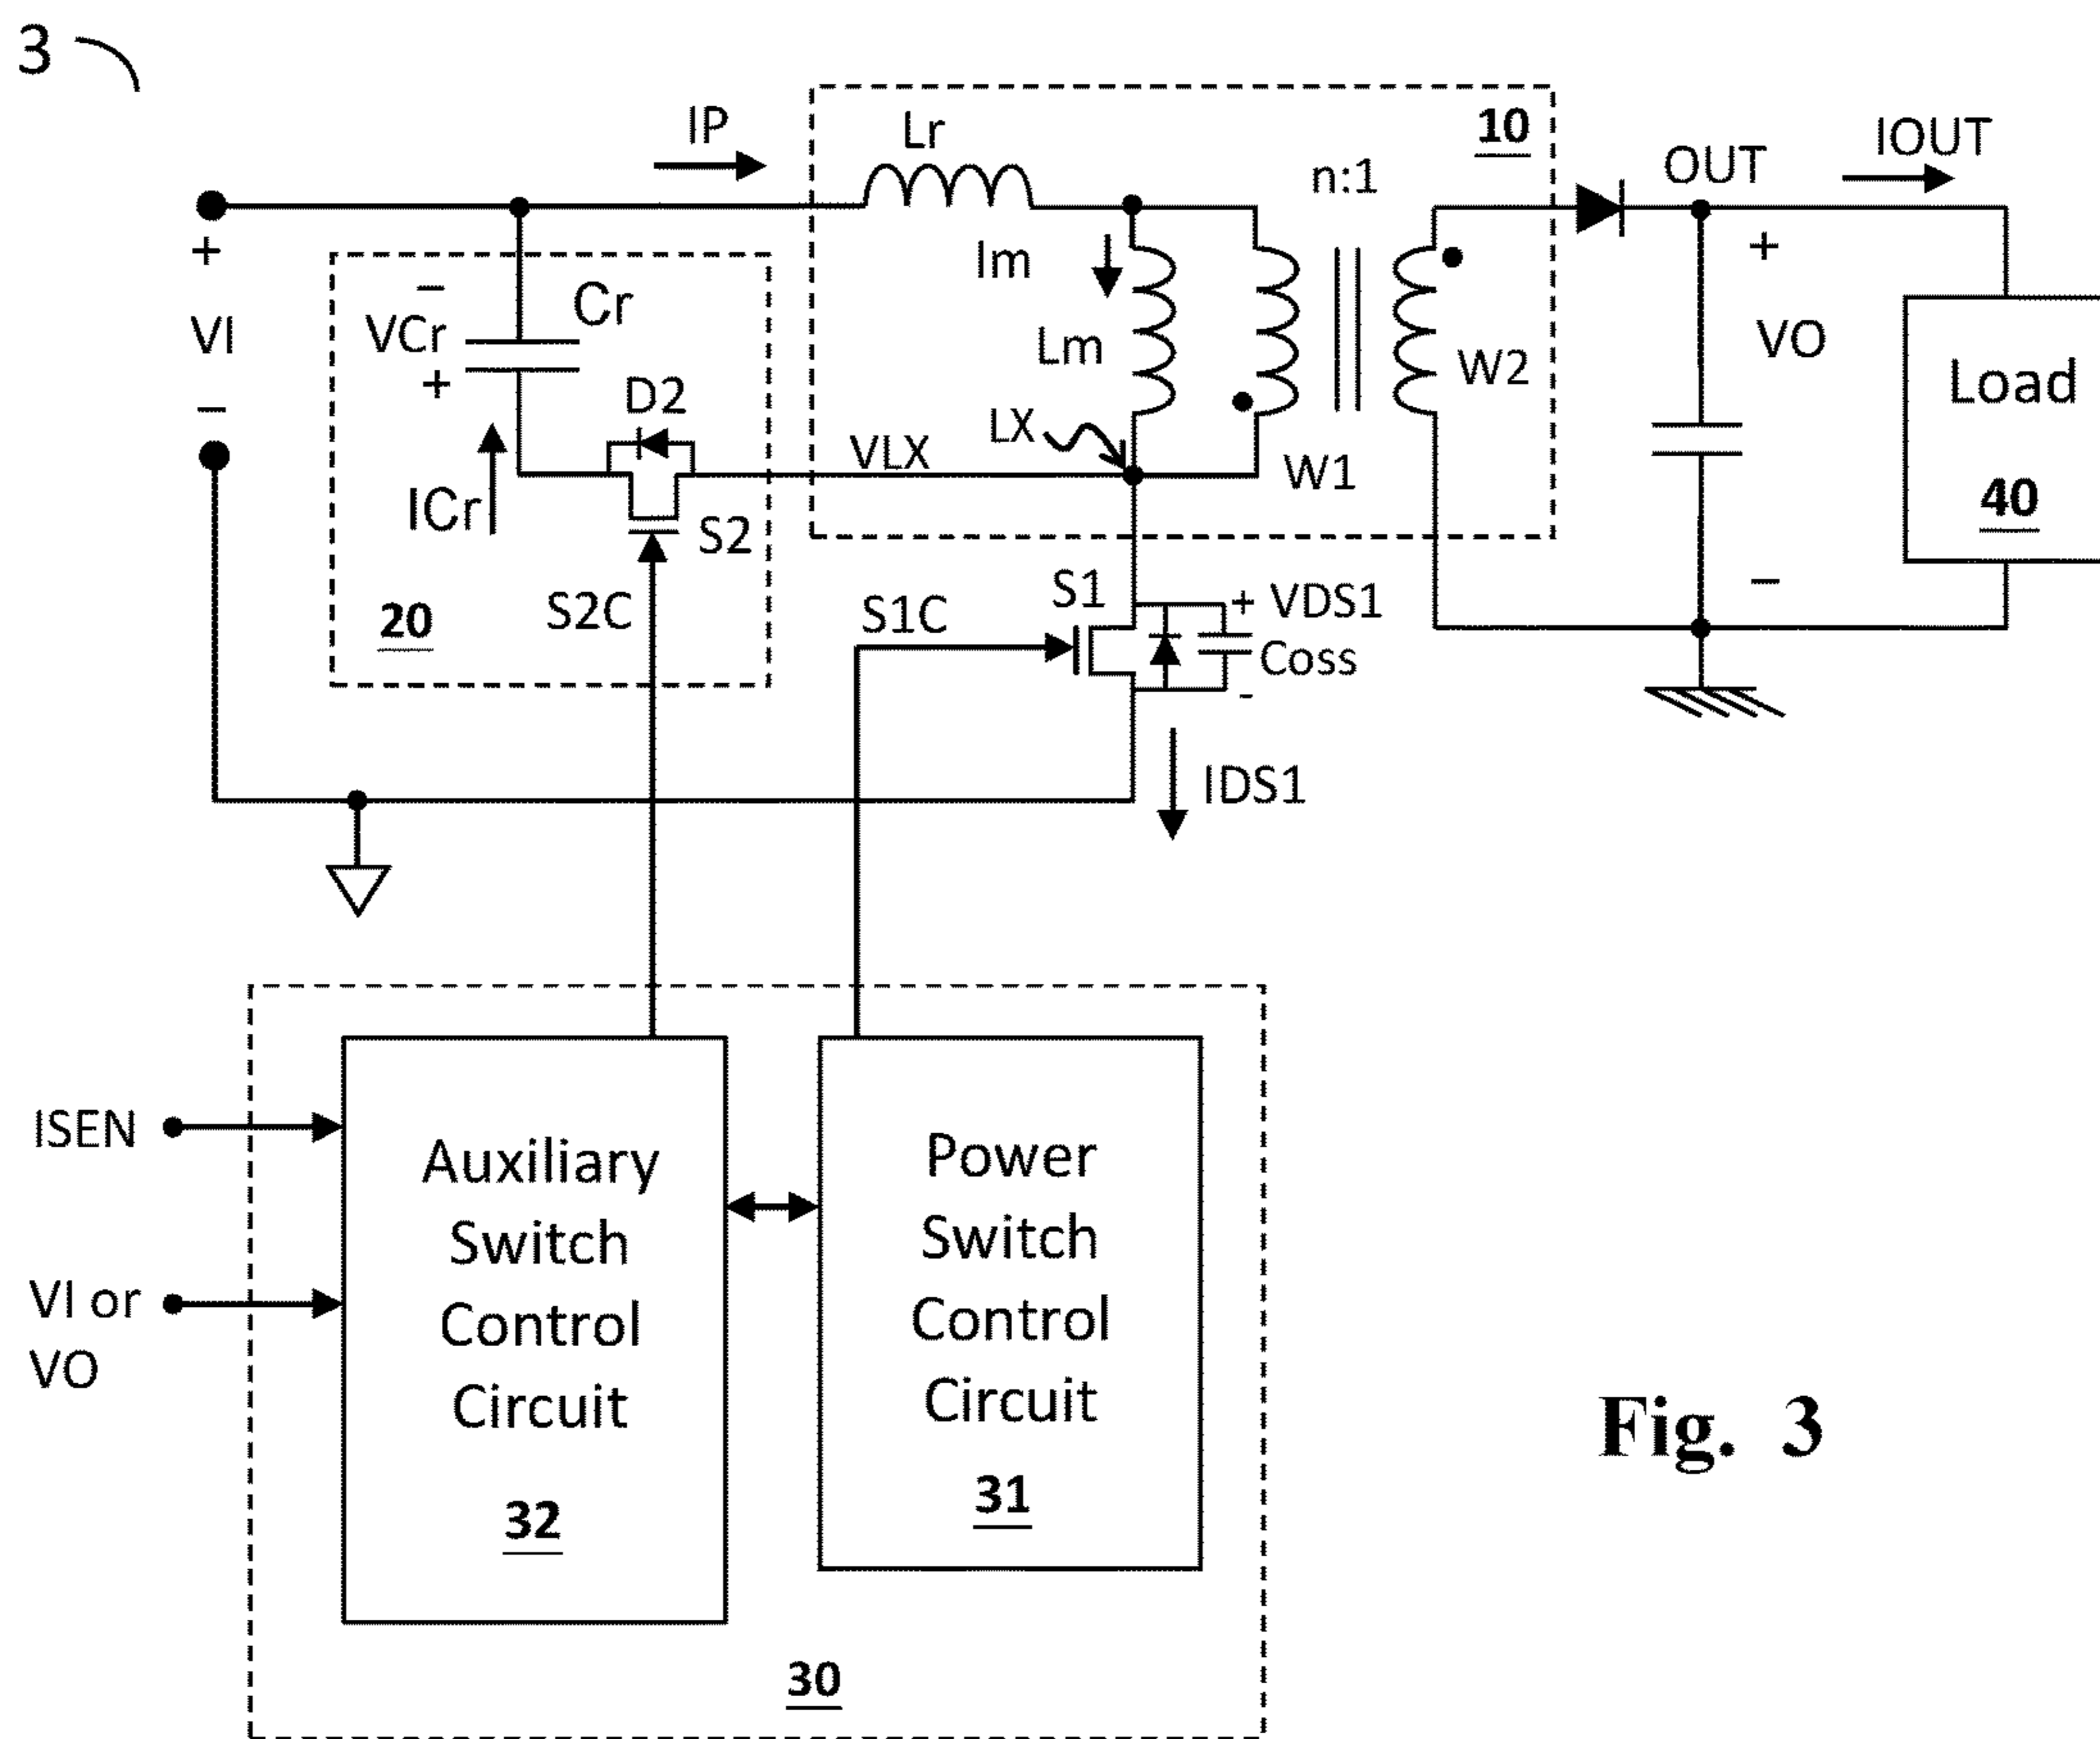 3
IP
Lr
10
n:1
OUT
IOUT
+
VI
−
−
VCr
+
Cr
Im
Lm
W1
W2
+
VO
−
Load
40
D2
ICr
S2
VLX
LX
S2C
20
S1
S1C
+ VDS1
Coss
-
IDS1
ISEN
VI or
VO
Auxiliary
Switch
Control
Circuit
32
Power
Switch
Control
Circuit
31
30
Fig. 3